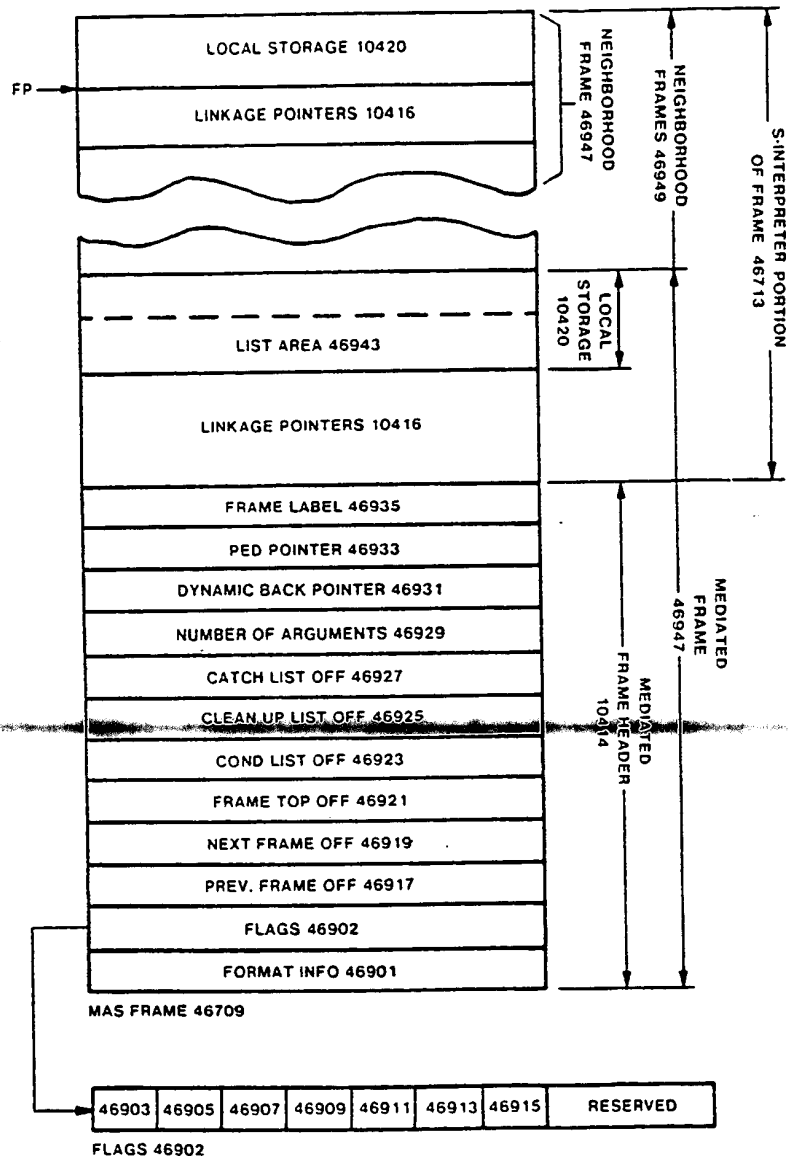 LOCAL STORAGE 10420
FP
LINKAGE POINTERS 10416
NEIGHBORHOOD
FRAME 46947
NEIGHBORHOOD
FRAMES 46949
S-INTERPRETER PORTION
OF FRAME 46713
LOCAL
STORAGE
10420
LIST AREA 46943
LINKAGE POINTERS 10416
FRAME LABEL 46935
PED POINTER 46933
DYNAMIC BACK POINTER 46931
NUMBER OF ARGUMENTS 46929
CATCH LIST OFF 46927
CLEAN UP LIST OFF 46925
COND LIST OFF 46923
FRAME TOP OFF 46921
NEXT FRAME OFF 46919
PREV. FRAME OFF 46917
FLAGS 46902
FORMAT INFO 46901
MEDIATED
FRAME HEADER
10414
MEDIATED
FRAME
46947
MAS FRAME 46709
46903 46905 46907 46909 46911 46913 46915 RESERVED
FLAGS 46902